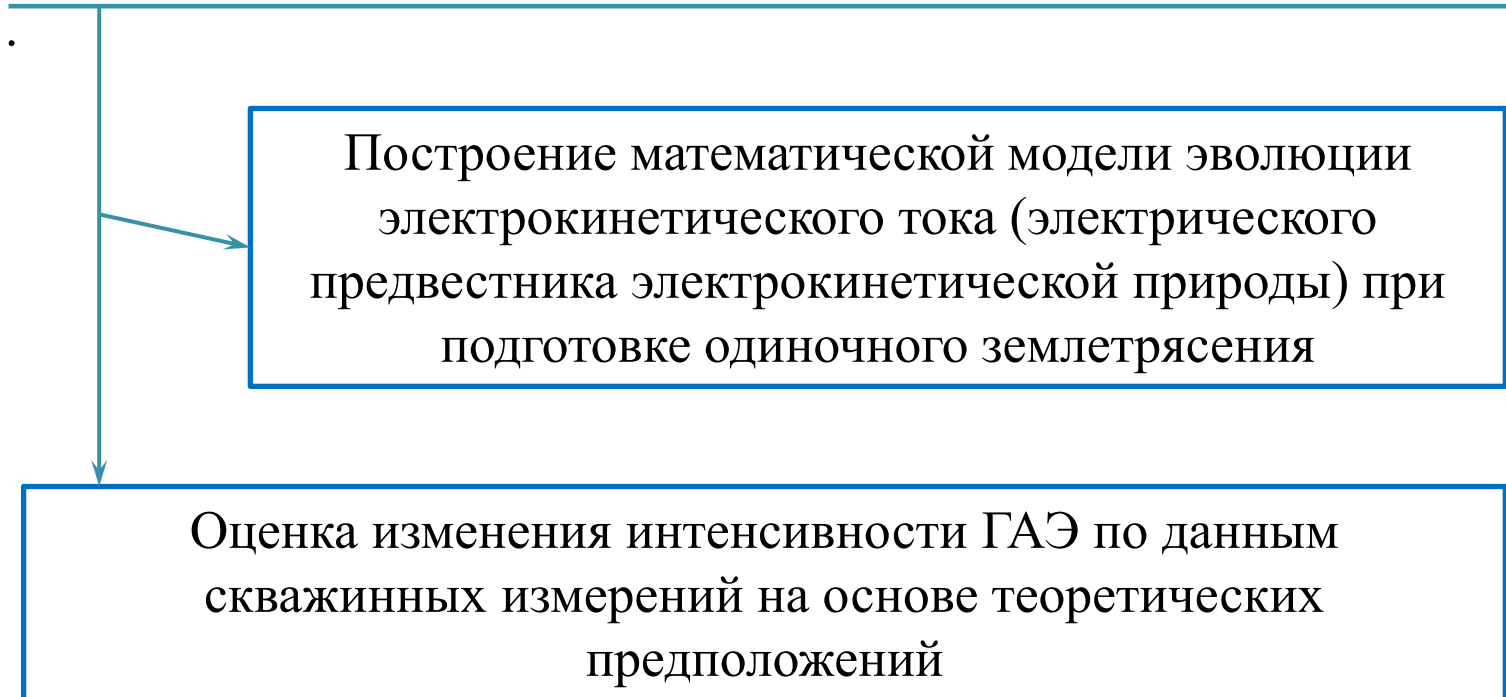 .
Построение математической модели эволюции
электрокинетического тока (электрического
предвестника электрокинетической природы) при
подготовке одиночного землетрясения
Оценка изменения интенсивности ГАЭ по данным
скважинных измерений на основе теоретических
предположений